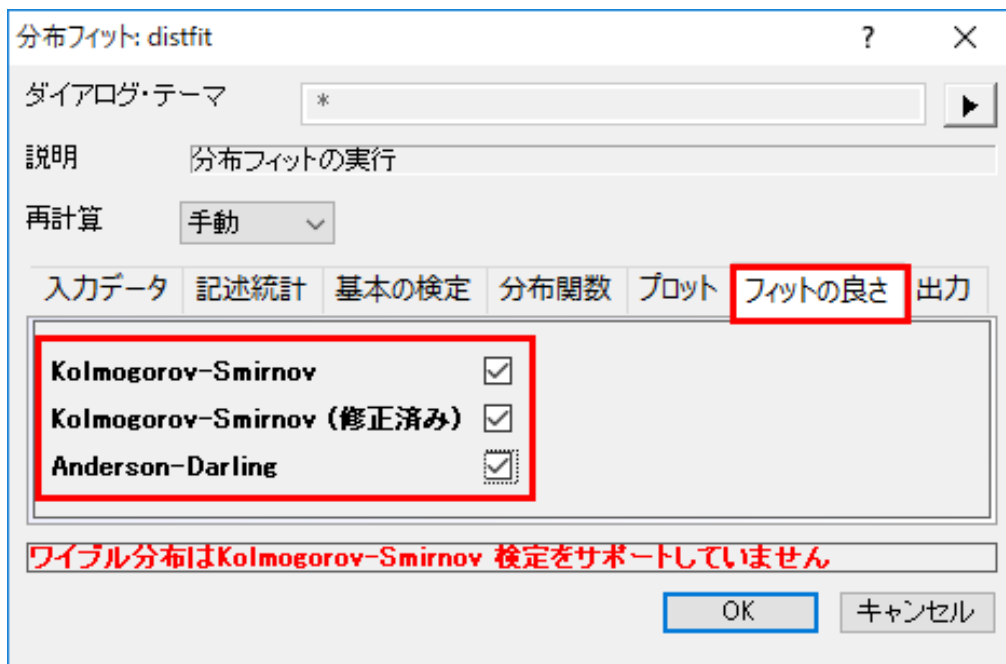 分布フィット: distfit ? ×
ダイアログ・テーマ *
説明 分布フィットの実行
再計算 手動
入力データ 記述統計 基本の検定 分布関数 プロット フィットの良さ 出力
Kolmogorov-Smirnov
Kolmogorov-Smirnov (修正済み)
Anderson-Darling
ワイブル分布はKolmogorov-Smirnov 検定をサポートしていません
OK キャンセル